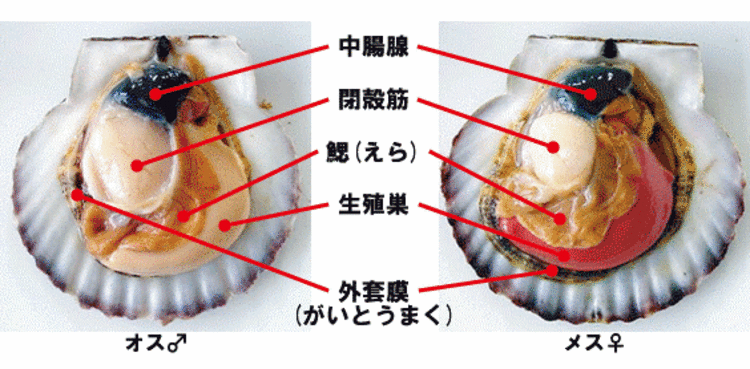 中腸腺
閉殻筋
鰓(えら)
生殖巣
外套膜
(がいとうまく)
オス♂
メス♀